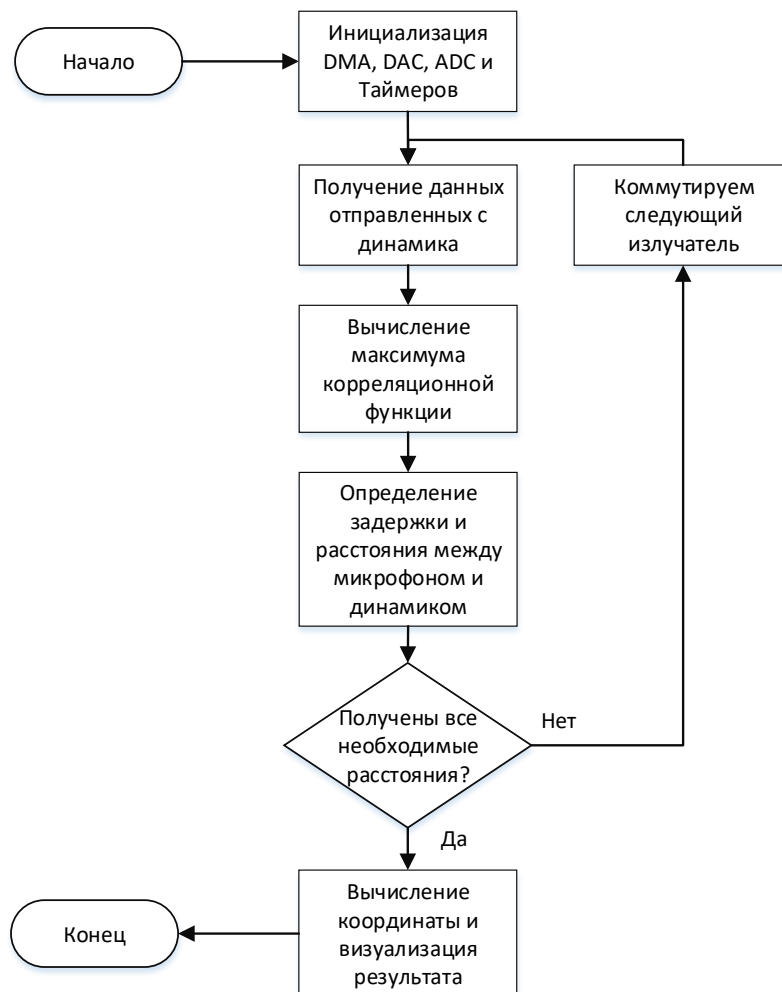 Начало
Инициализация
DMA, DAC, ADC и
Таймеров
Получение данных
отправленных с
динамика
Коммутируем
следующий
излучатель
Вычисление
максимума
корреляционной
функции
Определение
задержки и
расстояния между
микрофоном и
динамиком
Получены все
необходимые
расстояния?
Нет
Да
Вычисление
координаты и
визуализация
результата
Конец